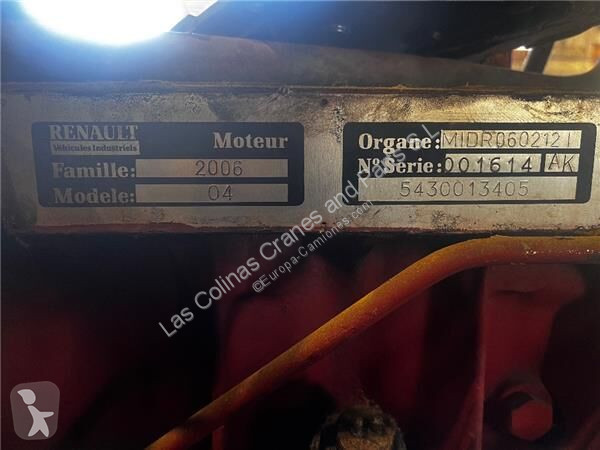 RENAULT
Véhicules Industriels
Moteur
Famille: 2006
Modele: 04
Organe: MIDR060212 I
N° Série: 001614 AK
5430013405
Las Colinas Cranes and Parts S.L.
©Europa-Camiones.com